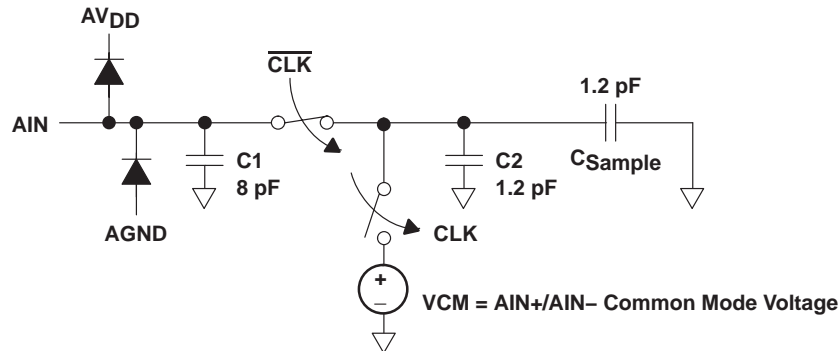 AVDD
CLK
1.2 pF
AIN
C1
8 pF
C2
1.2 pF
CSample
AGND
CLK
+
−
VCM = AIN+/AIN− Common Mode Voltage